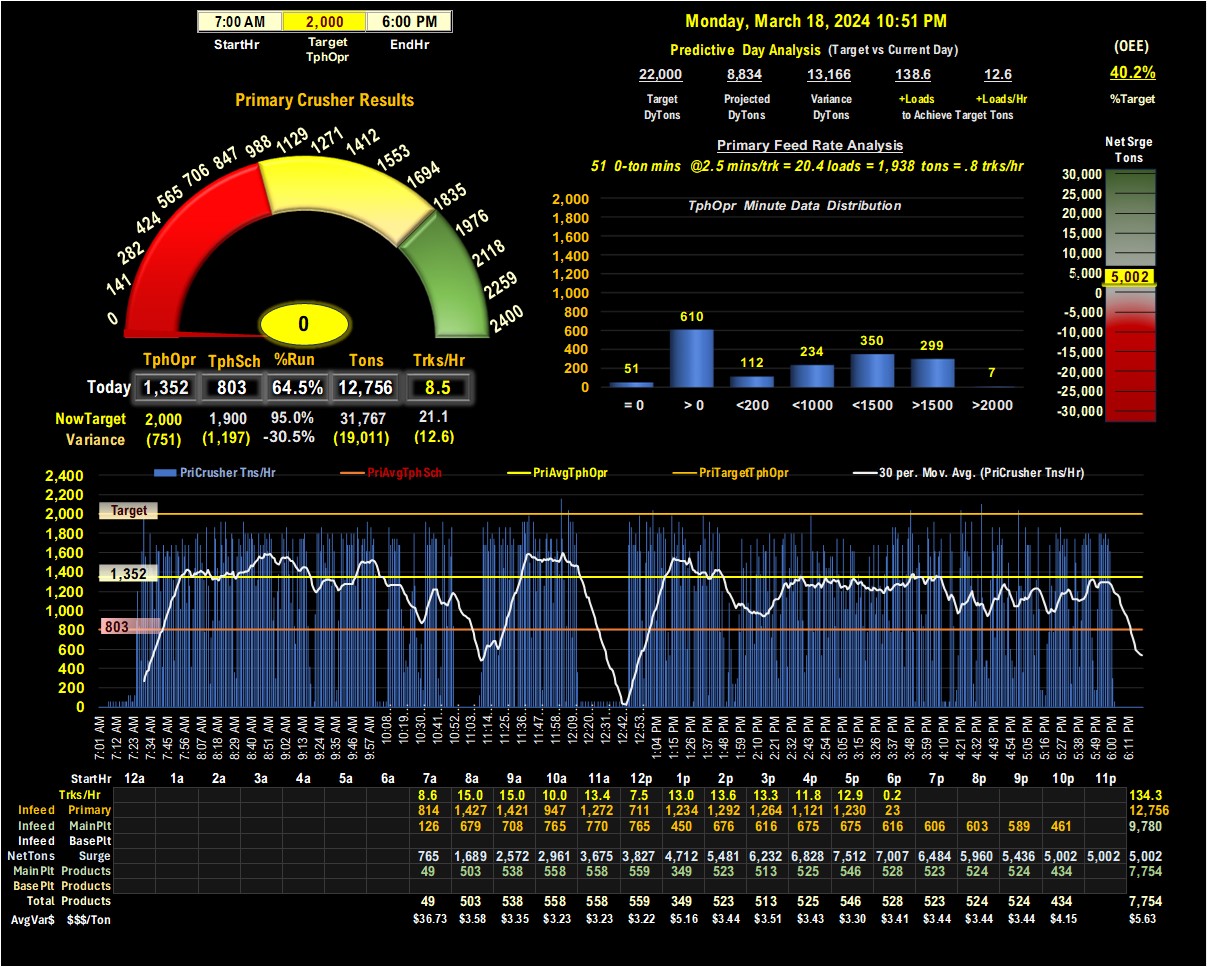 7:00 AM 2,000 6:00 PM
StartHr Target TphOpr EndHr
Monday, March 18, 2024 10:51 PM
Predictive Day Analysis (Target vs Current Day)
22,000 8,834 13,166 138.6 12.6
Target DyTons Projected DyTons Variance DyTons +Loads +Loads/Hr
to Achieve Target Tons
(OEE)
40.2%
%Target
Primary Crusher Results
0 141 282 424 565 706 847 988 1129 1271 1412 1553 1694 1835 1976 2118 2259 2400
0
TphOpr TphSch %Run Tons Trks/Hr
Today 1,352 803 64.5% 12,756 8.5
NowTarget 2,000 1,900 95.0% 31,767 21.1
Variance (751) (1,197) -30.5% (19,011) (12.6)
Primary Feed Rate Analysis
51 0-ton mins @2.5 mins/trk = 20.4 loads = 1,938 tons = .8 trks/hr
TphOpr Minute Data Distribution
2,000
1,800
1,600
1,400
1,200
1,000
800
600
400
200
0
51 610 112 234 350 299 7
= 0 > 0 <200 <1000 <1500 >1500 >2000
Net Srge
Tons
30,000
25,000
20,000
15,000
10,000
5,000
5,002
0
-5,000
-10,000
-15,000
-20,000
-25,000
-30,000
PriCrusher Tns/Hr PriAvgTphSch PriAvgTphOpr PriTargetTphOpr 30 per. Mov. Avg. (PriCrusher Tns/Hr)
2,400
2,200
2,000
1,800
1,600
1,400
1,200
1,000
800
600
400
200
0
Target
1,352
803
7:01 AM 7:12 AM 7:23 AM 7:34 AM 7:45 AM 7:56 AM 8:07 AM 8:18 AM 8:29 AM 8:40 AM 8:51 AM 9:02 AM 9:13 AM 9:24 AM 9:35 AM 9:46 AM 9:57 AM 10:08… 10:19… 10:30… 10:41… 10:52… 11:03… 11:14… 11:25… 11:36… 11:47… 11:58… 12:09… 12:20… 12:31… 12:42… 12:53… 1:04 PM 1:15 PM 1:26 PM 1:37 PM 1:48 PM 1:59 PM 2:10 PM 2:21 PM 2:32 PM 2:43 PM 2:54 PM 3:05 PM 3:15 PM 3:26 PM 3:37 PM 3:48 PM 3:59 PM 4:10 PM 4:21 PM 4:32 PM 4:43 PM 4:54 PM 5:05 PM 5:16 PM 5:27 PM 5:38 PM 5:49 PM 6:00 PM 6:11 PM
StartHr 12a 1a 2a 3a 4a 5a 6a 7a 8a 9a 10a 11a 12p 1p 2p 3p 4p 5p 6p 7p 8p 9p 10p 11p
Trks/Hr 8.6 15.0 15.0 10.0 13.4 7.5 13.0 13.6 13.3 11.8 12.9 0.2 134.3
Infeed Primary 814 1,427 1,421 947 1,272 711 1,234 1,292 1,264 1,121 1,230 23 12,756
Infeed MainPlt 126 679 708 765 770 765 450 676 616 675 675 616 606 603 589 461 9,780
Infeed BasePlt
NetTons Surge 765 1,689 2,572 2,961 3,675 3,827 4,712 5,481 6,232 6,828 7,512 7,007 6,484 5,960 5,436 5,002 5,002 5,002
MainPlt Products 49 503 538 558 558 559 349 523 513 525 546 528 523 524 524 434 7,754
BasePlt Products
Total Products 49 503 538 558 558 559 349 523 513 525 546 528 523 524 524 434 7,754
AvgVar$ $$$/Ton $36.73 $3.58 $3.35 $3.23 $3.23 $3.22 $5.16 $3.44 $3.51 $3.43 $3.30 $3.41 $3.44 $3.44 $3.44 $4.15 $5.63